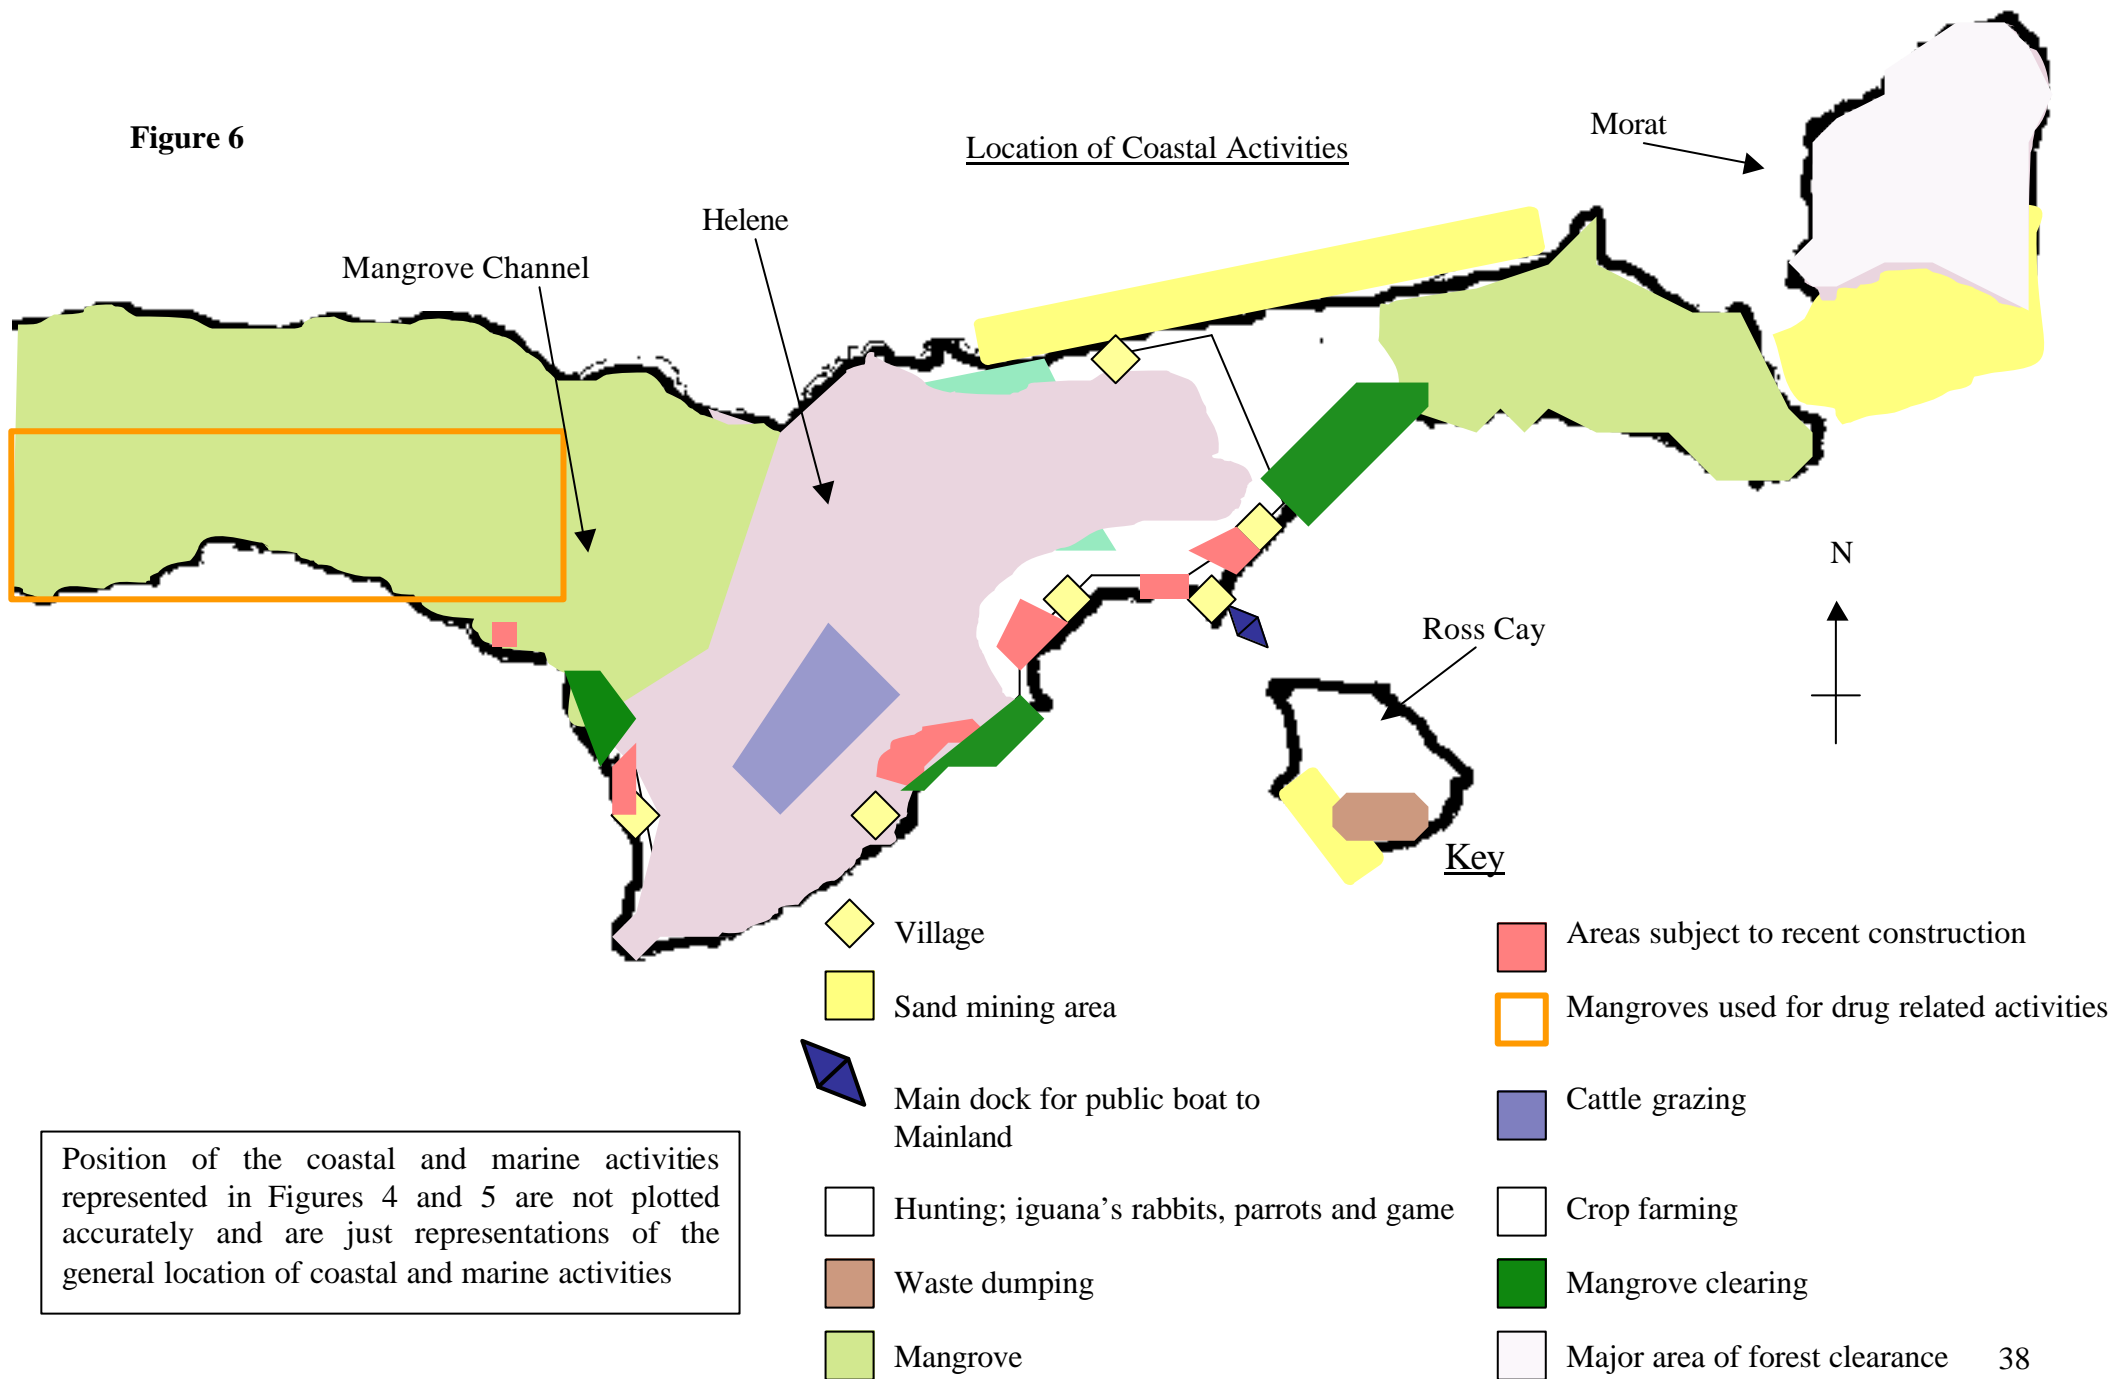 Figure 6
Location of Coastal Activities
Morat
Helene
Mangrove Channel
N
Ross Cay
Key
Village
Sand mining area
Main dock for public boat to
Mainland
Hunting; iguana's rabbits, parrots and game
Waste dumping
Mangrove
Areas subject to recent construction
Mangroves used for drug related activities
Cattle grazing
Crop farming
Mangrove clearing
Major area of forest clearance
Position of the coastal and marine activities
represented in Figures 4 and 5 are not plotted
accurately and are just representations of the
general location of coastal and marine activities
38